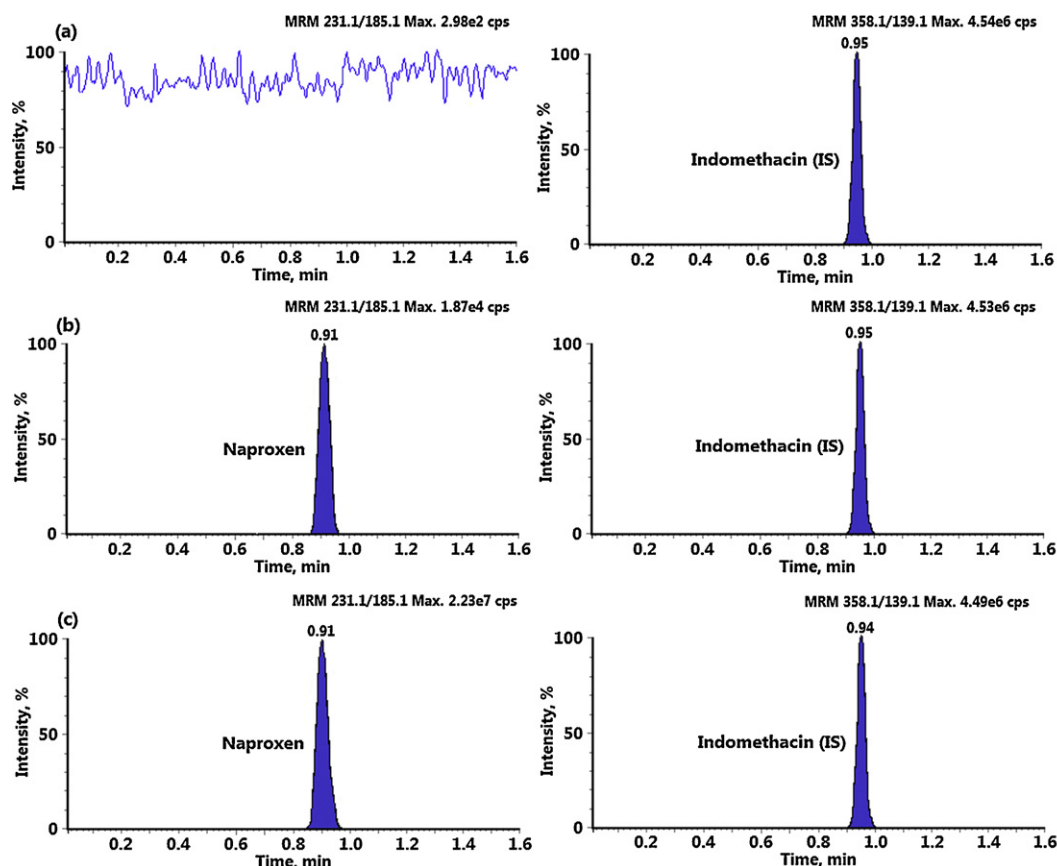 (a)
MRM 231.1/185.1 Max. 2.98e2 cps
Intensity, %
100
50
0
0.2 0.4 0.6 0.8 1.0 1.2 1.4 1.6
Time, min
MRM 358.1/139.1 Max. 4.54e6 cps
0.95
Intensity, %
100
50
0
Indomethacin (IS)
0.2 0.4 0.6 0.8 1.0 1.2 1.4 1.6
Time, min
(b)
MRM 231.1/185.1 Max. 1.87e4 cps
0.91
Intensity, %
100
50
0
Naproxen
0.2 0.4 0.6 0.8 1.0 1.2 1.4 1.6
Time, min
MRM 358.1/139.1 Max. 4.53e6 cps
0.95
Intensity, %
100
50
0
Indomethacin (IS)
0.2 0.4 0.6 0.8 1.0 1.2 1.4 1.6
Time, min
(c)
MRM 231.1/185.1 Max. 2.23e7 cps
0.91
Intensity, %
100
50
0
Naproxen
0.2 0.4 0.6 0.8 1.0 1.2 1.4 1.6
Time, min
MRM 358.1/139.1 Max. 4.49e6 cps
0.94
Intensity, %
100
50
0
Indomethacin (IS)
0.2 0.4 0.6 0.8 1.0 1.2 1.4 1.6
Time, min